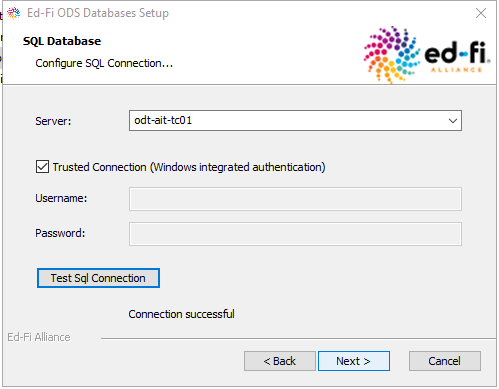 Ed-Fi ODS Databases Setup
SQL Database
Configure SQL Connection...
ed-fi
ALLIANCE
Server:
odt-ait-tc01
Trusted Connection (Windows integrated authentication)
Username:
Password:
Test Sql Connection
Connection successful
Ed-Fi Alliance
< Back
Next >
Cancel